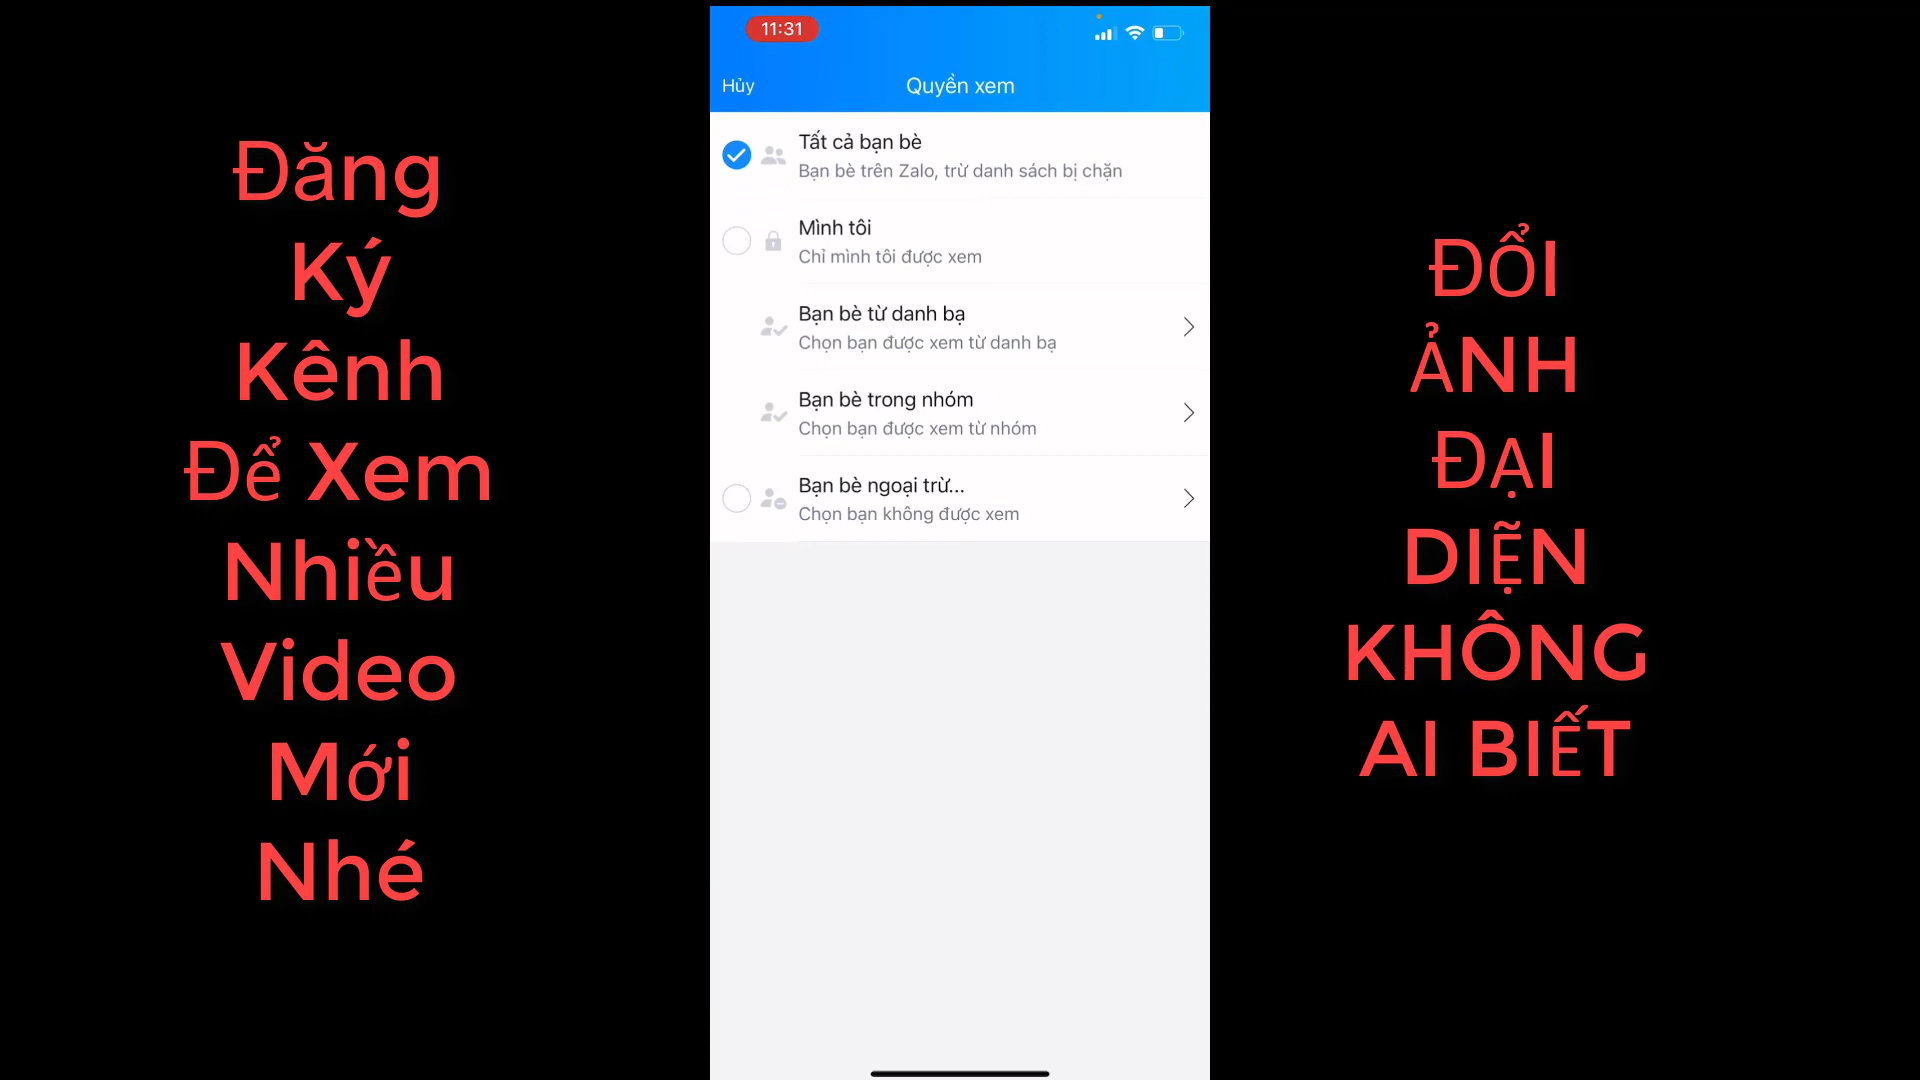 Đăng
Ký
Kênh
Để Xem
Nhiều
Video
Mới
Nhé
11:31
Hủy
Quyền xem
Tất cả bạn bè
Bạn bè trên Zalo, trừ danh sách bị chặn
Mình tôi
Chỉ mình tôi được xem
Bạn bè từ danh bạ
Chọn bạn được xem từ danh bạ
Bạn bè trong nhóm
Chọn bạn được xem từ nhóm
Bạn bè ngoại trừ...
Chọn bạn không được xem
ĐỔI
ẢNH
ĐẠI
DIỆ̃N
KHÔNG
AI BIẾT